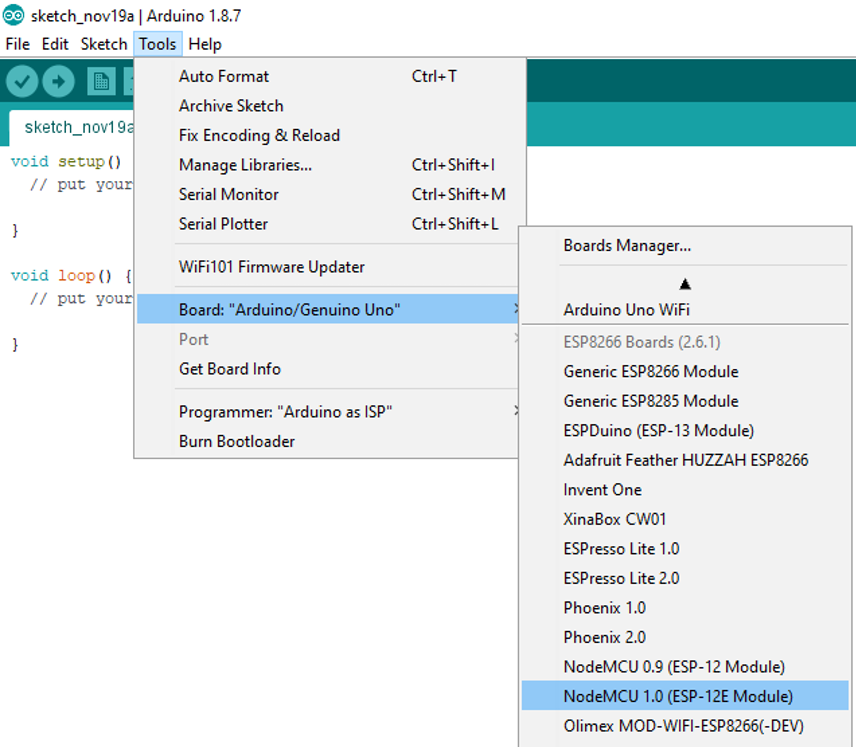 sketch_nov19a | Arduino 1.8.7
File Edit Sketch Tools Help
sketch_nov19a
void setup()
// put your
}
void loop() {
// put your
}
Auto Format Ctrl+T
Archive Sketch
Fix Encoding & Reload
Manage Libraries... Ctrl+Shift+I
Serial Monitor Ctrl+Shift+M
Serial Plotter Ctrl+Shift+L
WiFi101 Firmware Updater
Board: "Arduino/Genuino Uno"
Port
Get Board Info
Programmer: "Arduino as ISP"
Burn Bootloader
Boards Manager...
Arduino Uno WiFi
ESP8266 Boards (2.6.1)
Generic ESP8266 Module
Generic ESP8285 Module
ESPDuino (ESP-13 Module)
Adafruit Feather HUZZAH ESP8266
Invent One
XinaBox CW01
ESPresso Lite 1.0
ESPresso Lite 2.0
Phoenix 1.0
Phoenix 2.0
NodeMCU 0.9 (ESP-12 Module)
NodeMCU 1.0 (ESP-12E Module)
Olimex MOD-WIFI-ESP8266(-DEV)